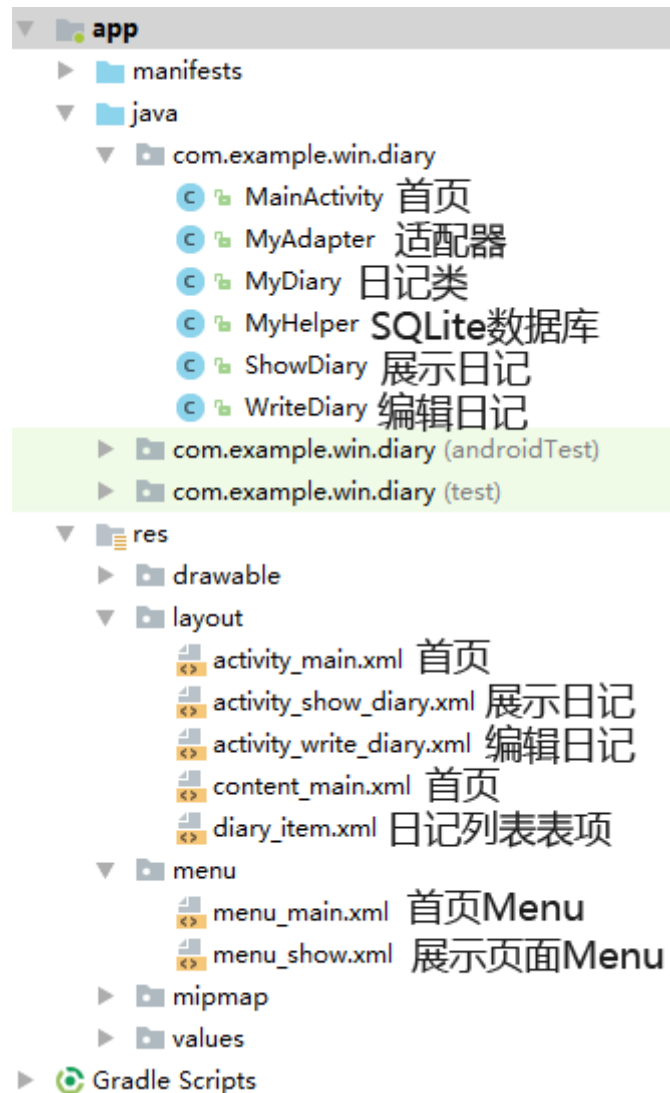 app
manifests
java
com.example.win.diary
MainActivity 首页
MyAdapter 适配器
MyDiary 日记类
MyHelper SQLite数据库
ShowDiary 展示日记
WriteDiary 编辑日记
com.example.win.diary (androidTest)
com.example.win.diary (test)
res
drawable
layout
activity_main.xml 首页
activity_show_diary.xml 展示日记
activity_write_diary.xml 编辑日记
content_main.xml 首页
diary_item.xml 日记列表表项
menu
menu_main.xml 首页Menu
menu_show.xml 展示页面Menu
mipmap
values
Gradle Scripts